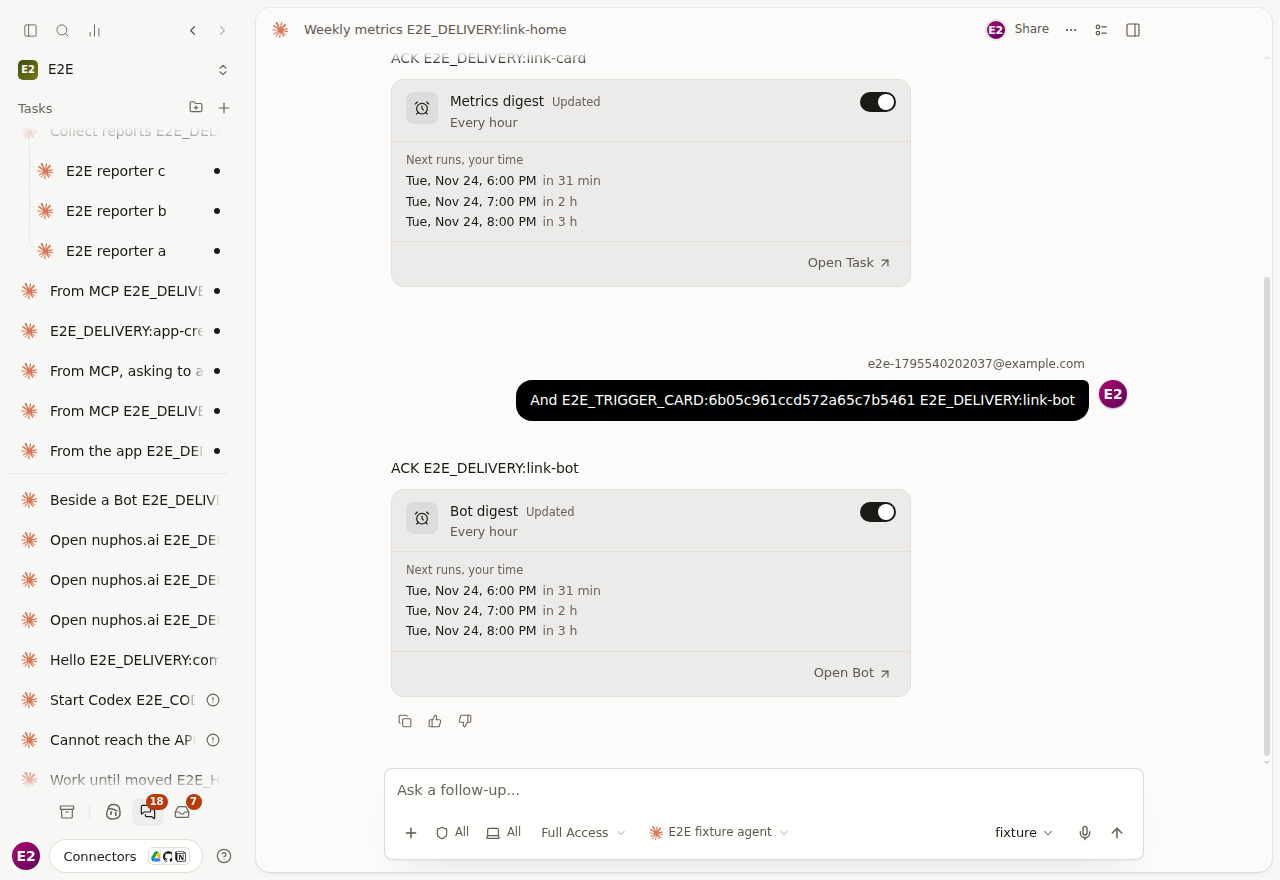 Weekly metrics E2E_DELIVERY:link-home
E2 Share
E2 E2E
Tasks
Collect reports E2E_DEL
E2E reporter c
E2E reporter b
E2E reporter a
From MCP E2E_DELIVE
E2E_DELIVERY:app-cre
From MCP, asking to a
From MCP E2E_DELIVE
From the app E2E_DEL
Beside a Bot E2E_DELIV
Open nuphos.ai E2E_DE
Open nuphos.ai E2E_DE
Open nuphos.ai E2E_DE
Hello E2E_DELIVERY:com
Start Codex E2E_COD
Cannot reach the API
Work until moved E2E_H
18 7
E2 Connectors
ACK E2E_DELIVERY:link-card
Metrics digest Updated
Every hour
Next runs, your time
Tue, Nov 24, 6:00 PM in 31 min
Tue, Nov 24, 7:00 PM in 2 h
Tue, Nov 24, 8:00 PM in 3 h
Open Task
e2e-1795540202037@example.com
And E2E_TRIGGER_CARD:6b05c961ccd572a65c7b5461 E2E_DELIVERY:link-bot
E2
ACK E2E_DELIVERY:link-bot
Bot digest Updated
Every hour
Next runs, your time
Tue, Nov 24, 6:00 PM in 31 min
Tue, Nov 24, 7:00 PM in 2 h
Tue, Nov 24, 8:00 PM in 3 h
Open Bot
Ask a follow-up...
All All Full Access E2E fixture agent fixture